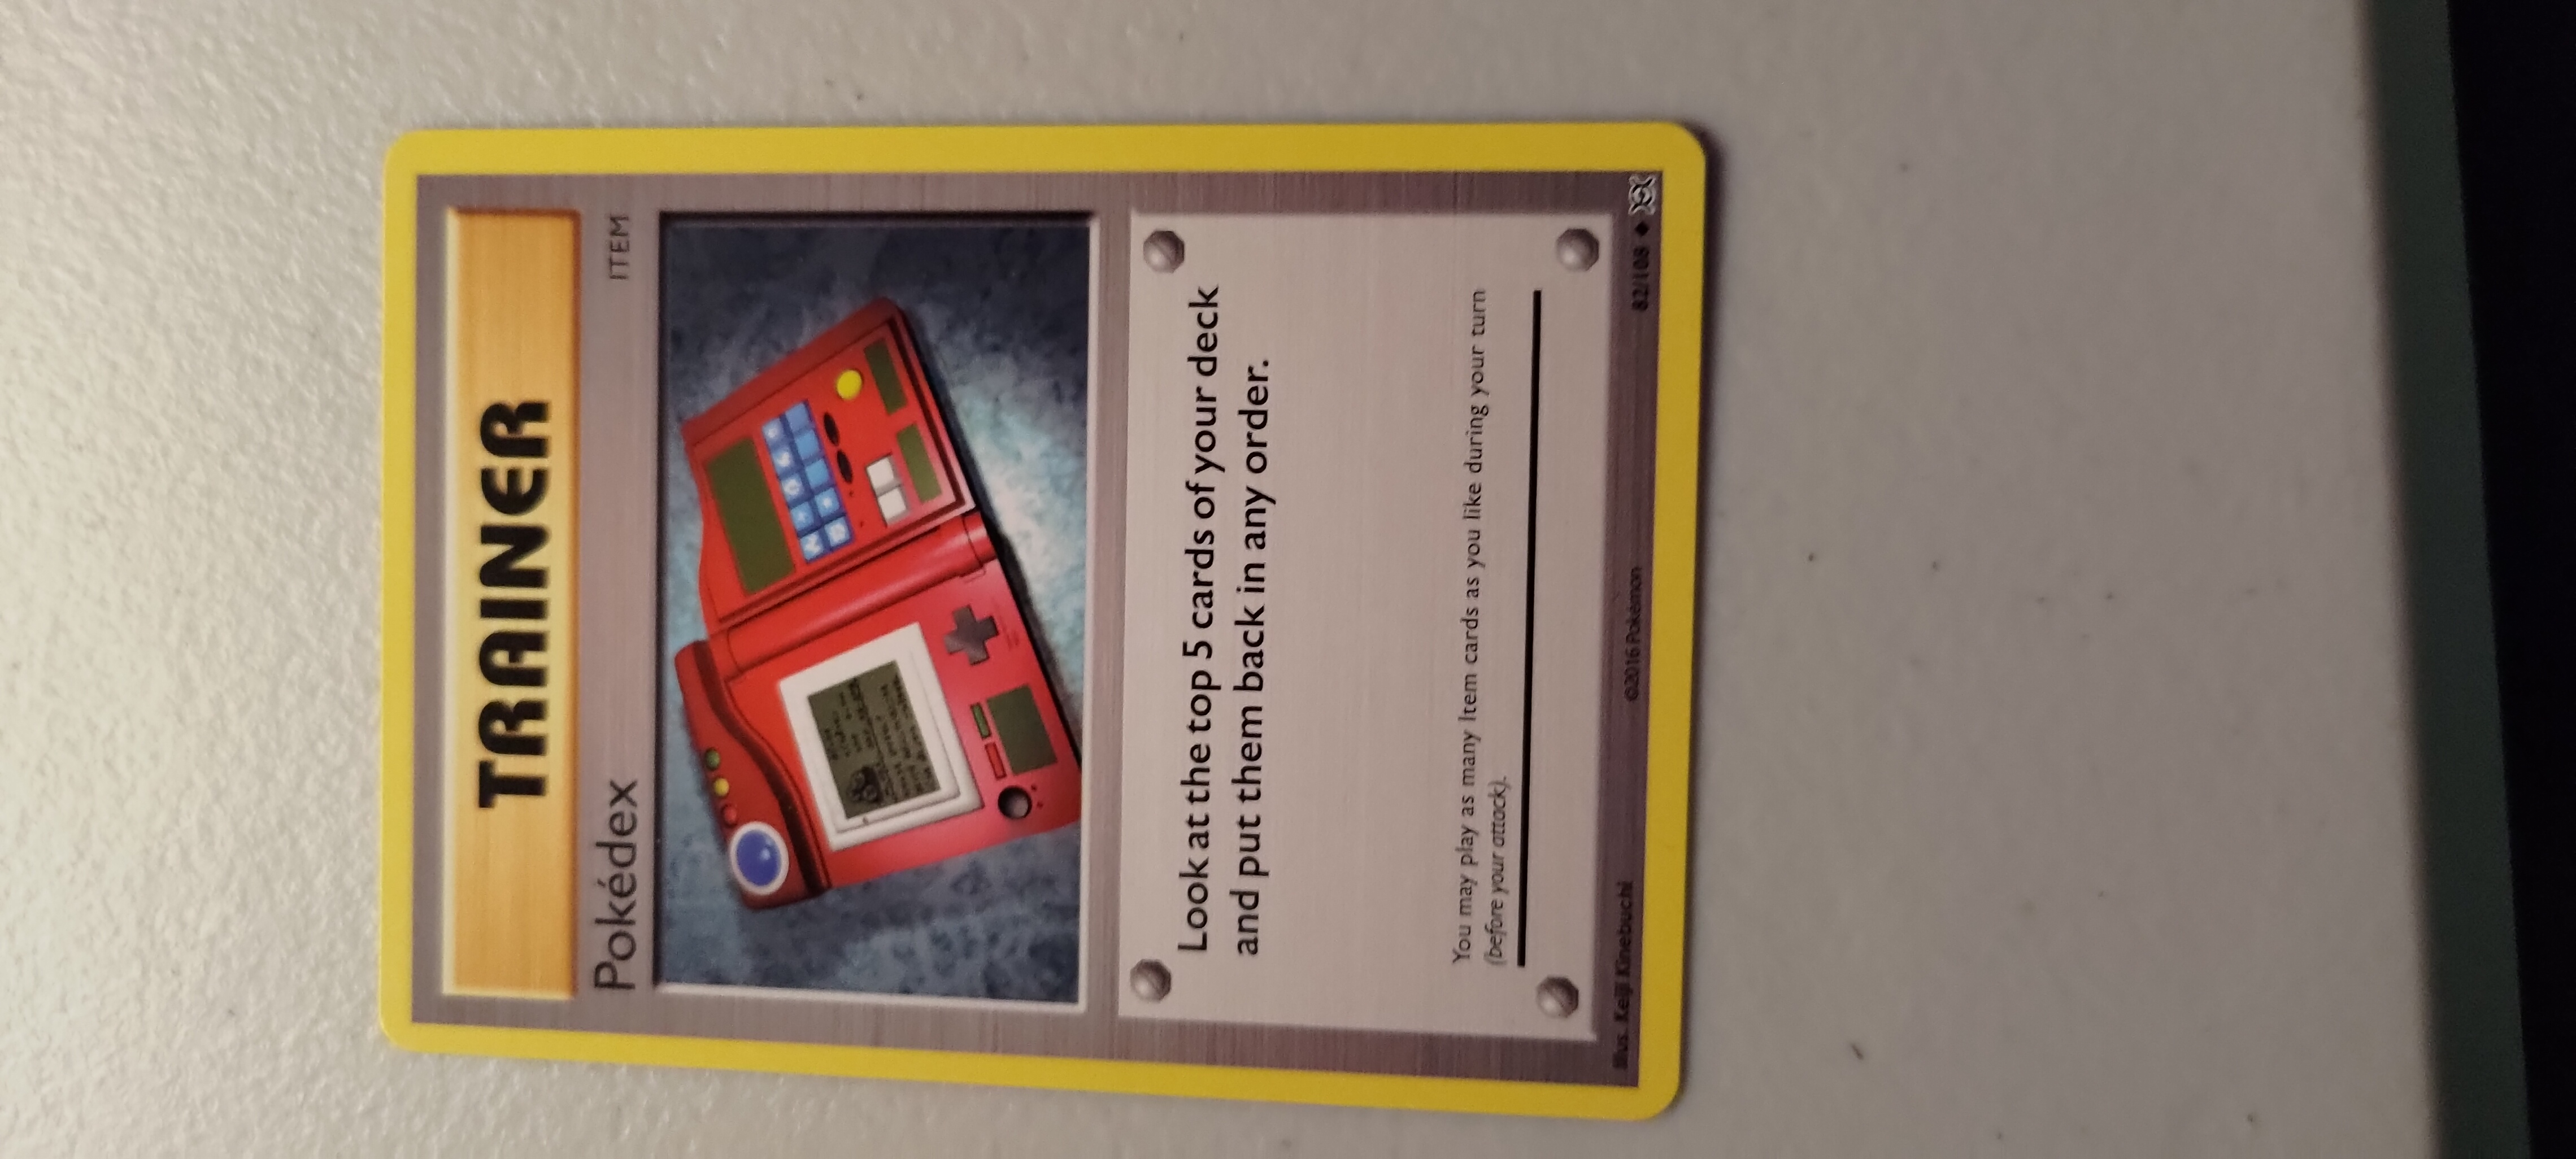 TRAINER
Pokédex ITEM
Look at the top 5 cards of your deck
and put them back in any order.
You may play as many Item cards as you like during your turn
(before your attack).
Illus. Keiji Kinebuchi ©2016 Pokémon 82/108